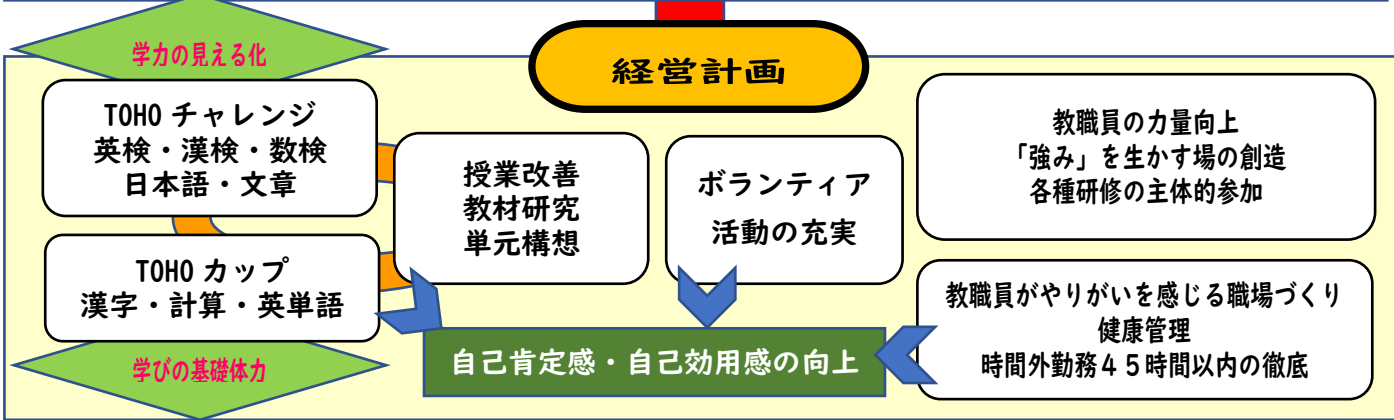 経営計画
学力の見える化
TOHO チャレンジ
英検・漢検・数検
日本語・文章
TOHO カップ
漢字・計算・英単語
学びの基礎体力
授業改善
教材研究
単元構想
ボランティア
活動の充実
教職員の力量向上
「強み」を生かす場の創造
各種研修の主体的参加
教職員がやりがいを感じる職場づくり
健康管理
時間外勤務45時間以内の徹底
自己肯定感・自己効用感の向上